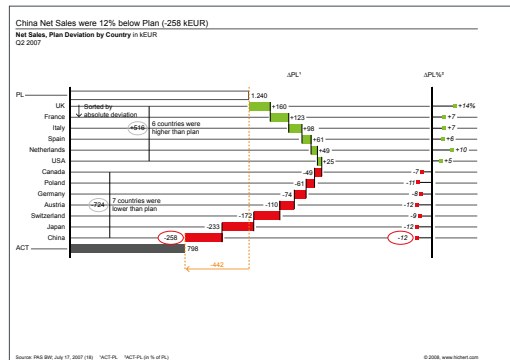 China Net Sales were 12% below Plan (-258 kEUR)
Net Sales, Plan Deviation by Country in kEUR
Q2 2007
ΔPL¹ ΔPL%²
PL 1.240
UK Sorted by absolute deviation +160 +14%
France +123 +7
Italy +516 6 countries were higher than plan +98 +7
Spain +61 +6
Netherlands +49 +10
USA +25 +5
Canada -49 -7
Poland -61 -11
Germany -74 -8
Austria -724 7 countries were lower than plan -110 -12
Switzerland -172 -9
Japan -233 -12
China -258 -12
ACT 798
-442
Source: PAS BW; July 17, 2007 (18) ¹ACT-PL ²ACT-PL (in % of PL) © 2008, www.hichert.com